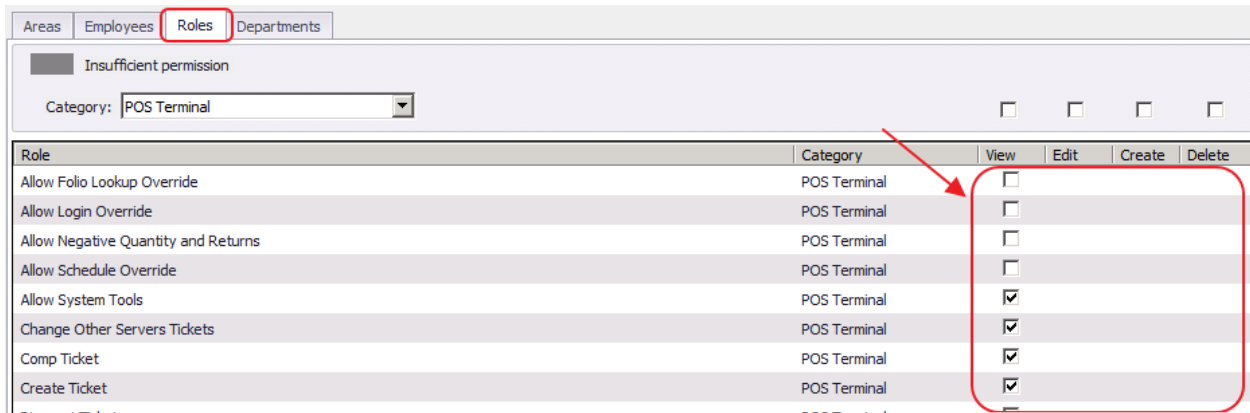 Areas Employees Roles Departments
Insufficient permission
Category: POS Terminal
Role Category View Edit Create Delete
Allow Folio Lookup Override POS Terminal
Allow Login Override POS Terminal
Allow Negative Quantity and Returns POS Terminal
Allow Schedule Override POS Terminal
Allow System Tools POS Terminal
Change Other Servers Tickets POS Terminal
Comp Ticket POS Terminal
Create Ticket POS Terminal